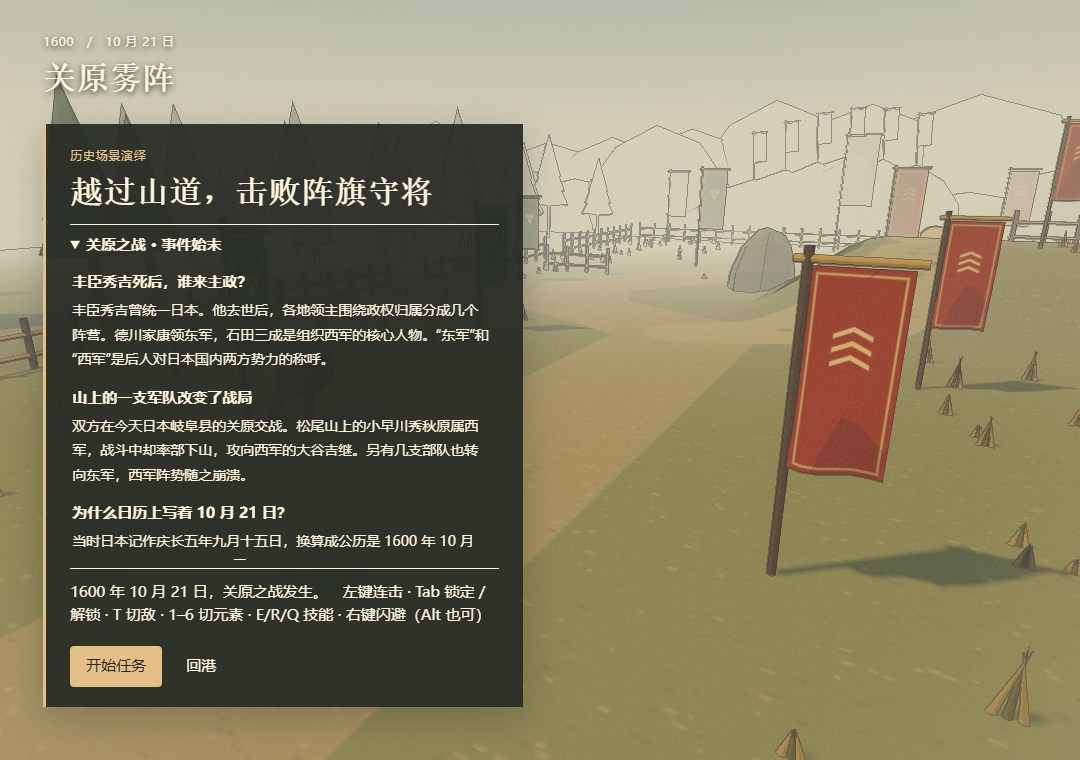 1600 / 10 月 21 日
关原雾阵
历史场景演绎
越过山道，击败阵旗守将
▼ 关原之战 · 事件始末
丰臣秀吉死后，谁来主政？
丰臣秀吉曾统一日本。他去世后，各地领主围绕政权归属分成几个
阵营。德川家康领东军，石田三成是组织西军的核心人物。“东军”和
“西军”是后人对日本国内两方势力的称呼。
山上的一支军队改变了战局
双方在今天日本岐阜县的关原交战。松尾山上的小早川秀秋原属西
军，战斗中却率部下山，攻向西军的大谷吉继。另有几支部队也转
向东军，西军阵势随之崩溃。
为什么日历上写着 10 月 21 日？
当时日本记作庆长五年九月十五日，换算成公历是 1600 年 10 月
1600 年 10 月 21 日，关原之战发生。 左键连击 · Tab 锁定 /
解锁 · T 切敌 · 1–6 切元素 · E/R/Q 技能 · 右键闪避（Alt 也可）
开始任务 回港